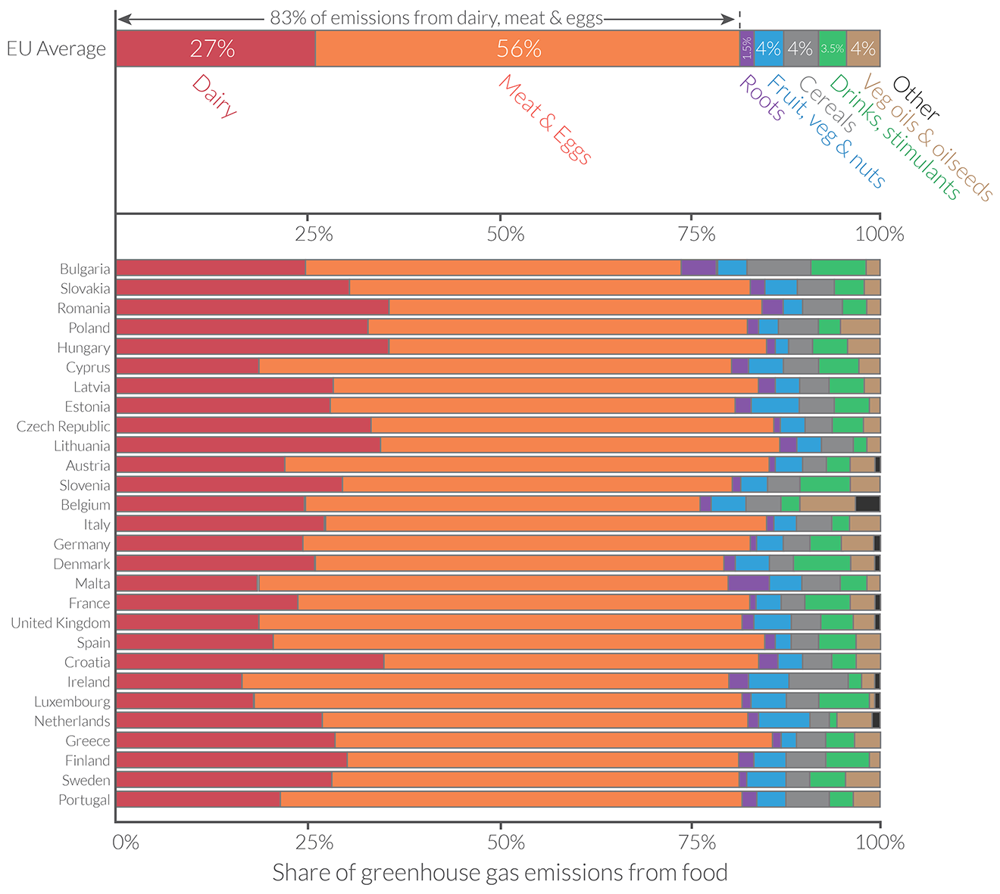 83% of emissions from dairy, meat & eggs
EU Average
27%
56%
1.5%
4%
4%
3.5%
4%
Dairy
Meat & Eggs
Roots
Fruit, veg & nuts
Cereals
Drinks, stimulants
Veg oils & oilseeds
Other
25%
50%
75%
100%
Bulgaria
Slovakia
Romania
Poland
Hungary
Cyprus
Latvia
Estonia
Czech Republic
Lithuania
Austria
Slovenia
Belgium
Italy
Germany
Denmark
Malta
France
United Kingdom
Spain
Croatia
Ireland
Luxembourg
Netherlands
Greece
Finland
Sweden
Portugal
0%
25%
50%
75%
100%
Share of greenhouse gas emissions from food